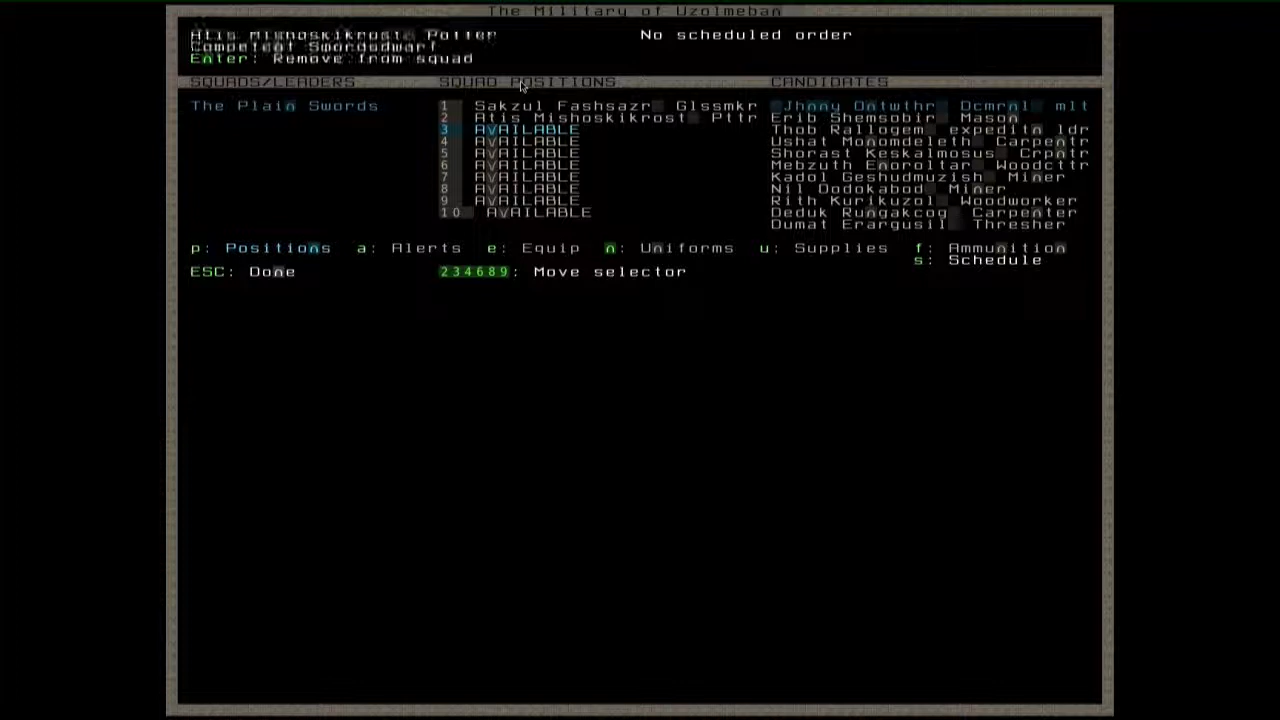 The Military of Uzolmeban
Atis Mishoskikrost Potter No scheduled order
Competent Swordsdwarf
Enter: Remove from squad
SQUADS/LEADERS SQUAD POSITIONS CANDIDATES
The Plain Swords 1 Sakzul Fashsazr Glssmkr Jhnny Ontwthr Dcmrnl mlt
2 Atis Mishoskikrost Pttr Erib Shemsobir Mason
3 AVAILABLE Thob Rallogem expeditn ldr
4 AVAILABLE Ushat Monomdeleth Carpentr
5 AVAILABLE Shorast Keskalmosus Crpntr
6 AVAILABLE Mebzuth Enoroltar Woodcttr
7 AVAILABLE Kadol Geshudmuzish Miner
8 AVAILABLE Nil Dodokabod Miner
9 AVAILABLE Rith Kurikuzol Woodworker
10 AVAILABLE Deduk Rungakcog Carpenter
Dumat Erargusil Thresher
p: Positions a: Alerts e: Equip n: Uniforms u: Supplies f: Ammunition
s: Schedule
ESC: Done 234689: Move selector